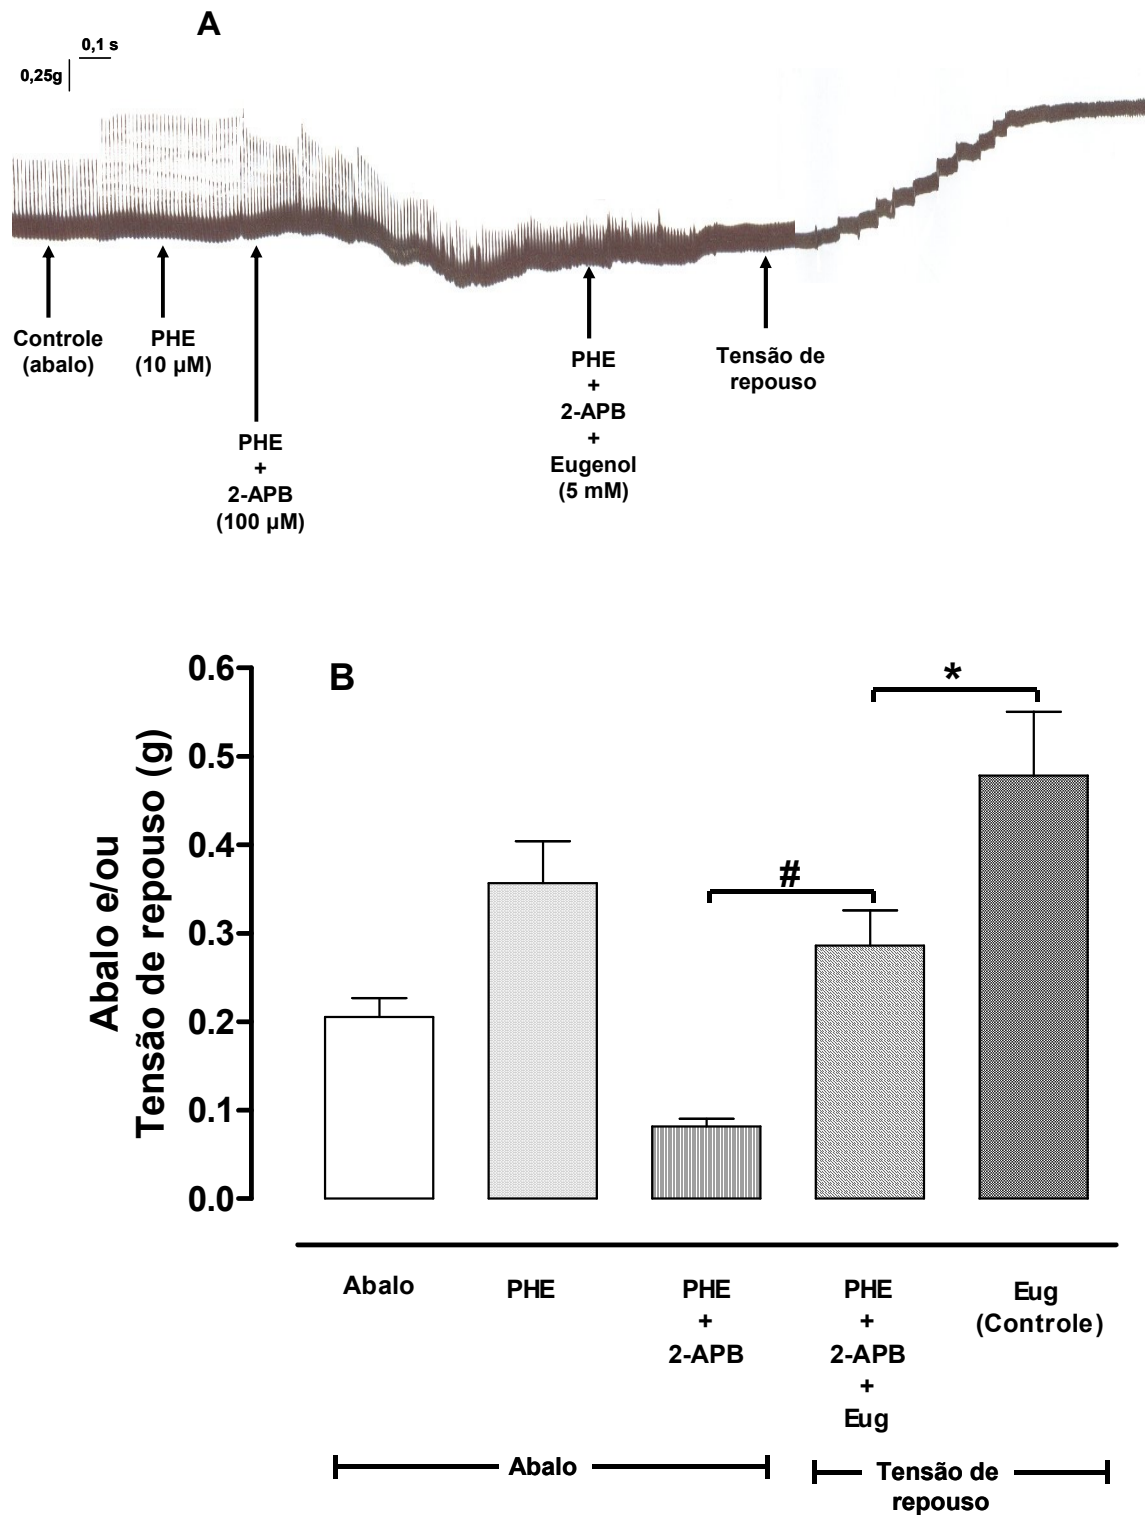 A
0,1 s
0,25g
Controle
(abalo)
PHE
(10 µM)
PHE
+
2-APB
(100 µM)
PHE
+
2-APB
+
Eugenol
(5 mM)
Tensão de
repouso
B
Abalo e/ou
Tensão de repouso (g)
0.6
0.5
0.4
0.3
0.2
0.1
0.0
#
*
Abalo
PHE
PHE
+
2-APB
PHE
+
2-APB
+
Eug
Eug
(Controle)
Abalo
Tensão de
repouso